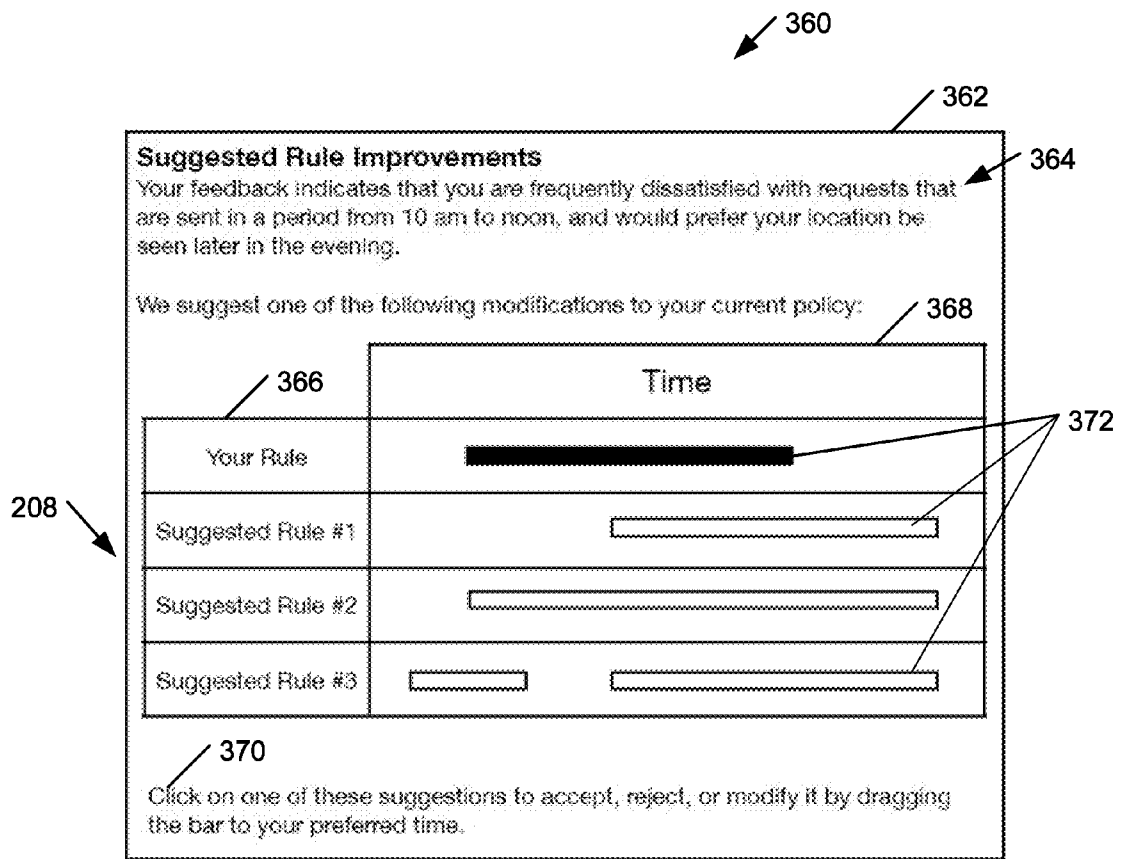 360
362
Suggested Rule Improvements
364
Your feedback indicates that you are frequently dissatisfied with requests that
are sent in a period from 10 am to noon, and would prefer your location be
seen later in the evening.
We suggest one of the following modifications to your current policy:
368
366
Time
372
Your Rule
208
Suggested Rule #1
Suggested Rule #2
Suggested Rule #3
370
Click on one of these suggestions to accept, reject, or modify it by dragging
the bar to your preferred time.